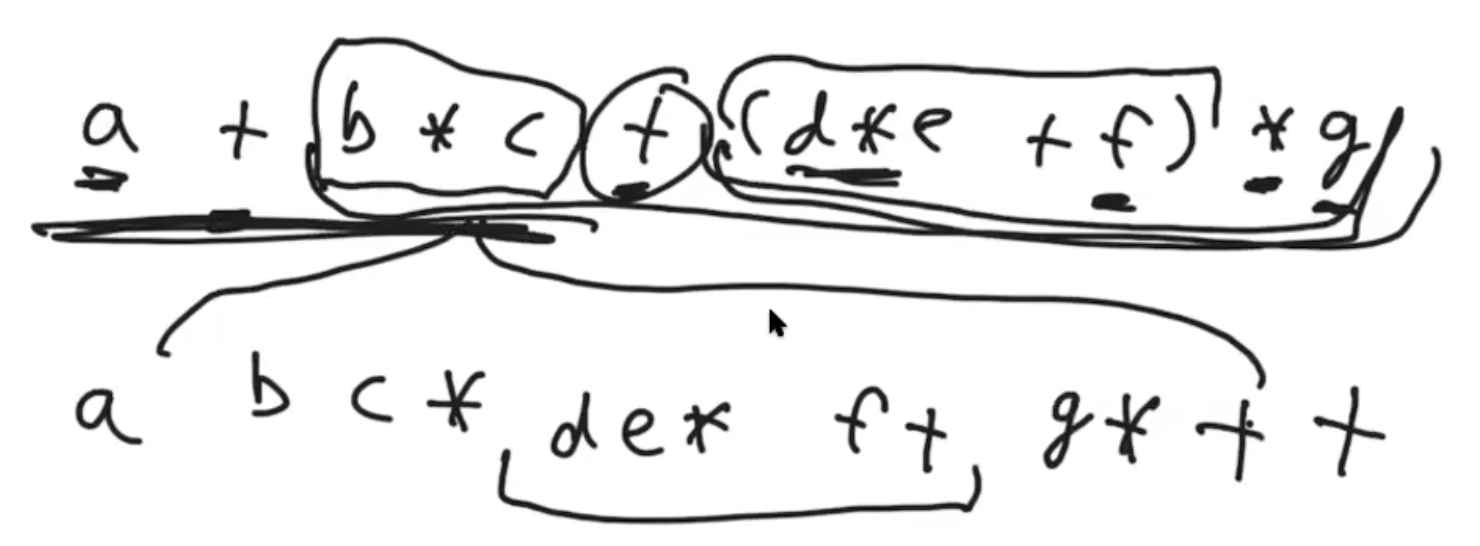 a + b * c + (d*e + f) * g
a b c * d e * f + g * + +